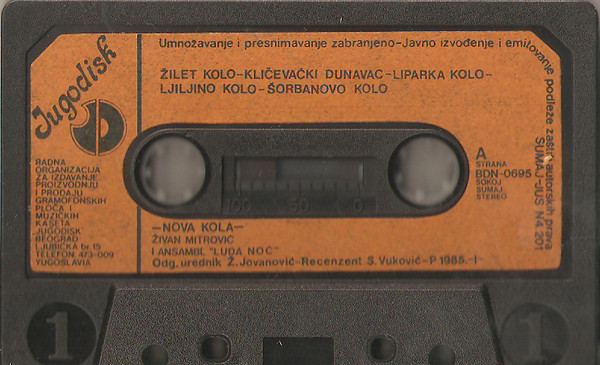 Jugodisk
Umnožavanje i presnimavanje zabranjeno-Javno izvođenje i emitovanje podleze zaštiti autorskih prava
SUMAJ-JUS N4 201
ŽILET KOLO-KLIČEVAČKI DUNAVAC-LIPARKA KOLO-
LJILJINO KOLO-ŠORBANOVO KOLO
RADNA
ORGANIZACIJA
ZA IZDAVANJE
PROIZVODNJU
I PRODAJU
GRAMOFONSKIH
PLOČA I
MUZIČKIH
KASETA
JUGODISK
BEOGRAD
LJUBIČKA br. 15
TELEFON 473-009
YUGOSLAVIA
A
STRANA
BDN-0695
SOKOJ
SUMAJ
STEREO
100 50 0
-NOVA KOLA-
ŽIVAN MITROVIĆ
I ANSAMBL "LUDA NOĆ"
Odg. urednik Ž. Jovanović-Recenzent S. Vuković-P 1985.-I-
1 1